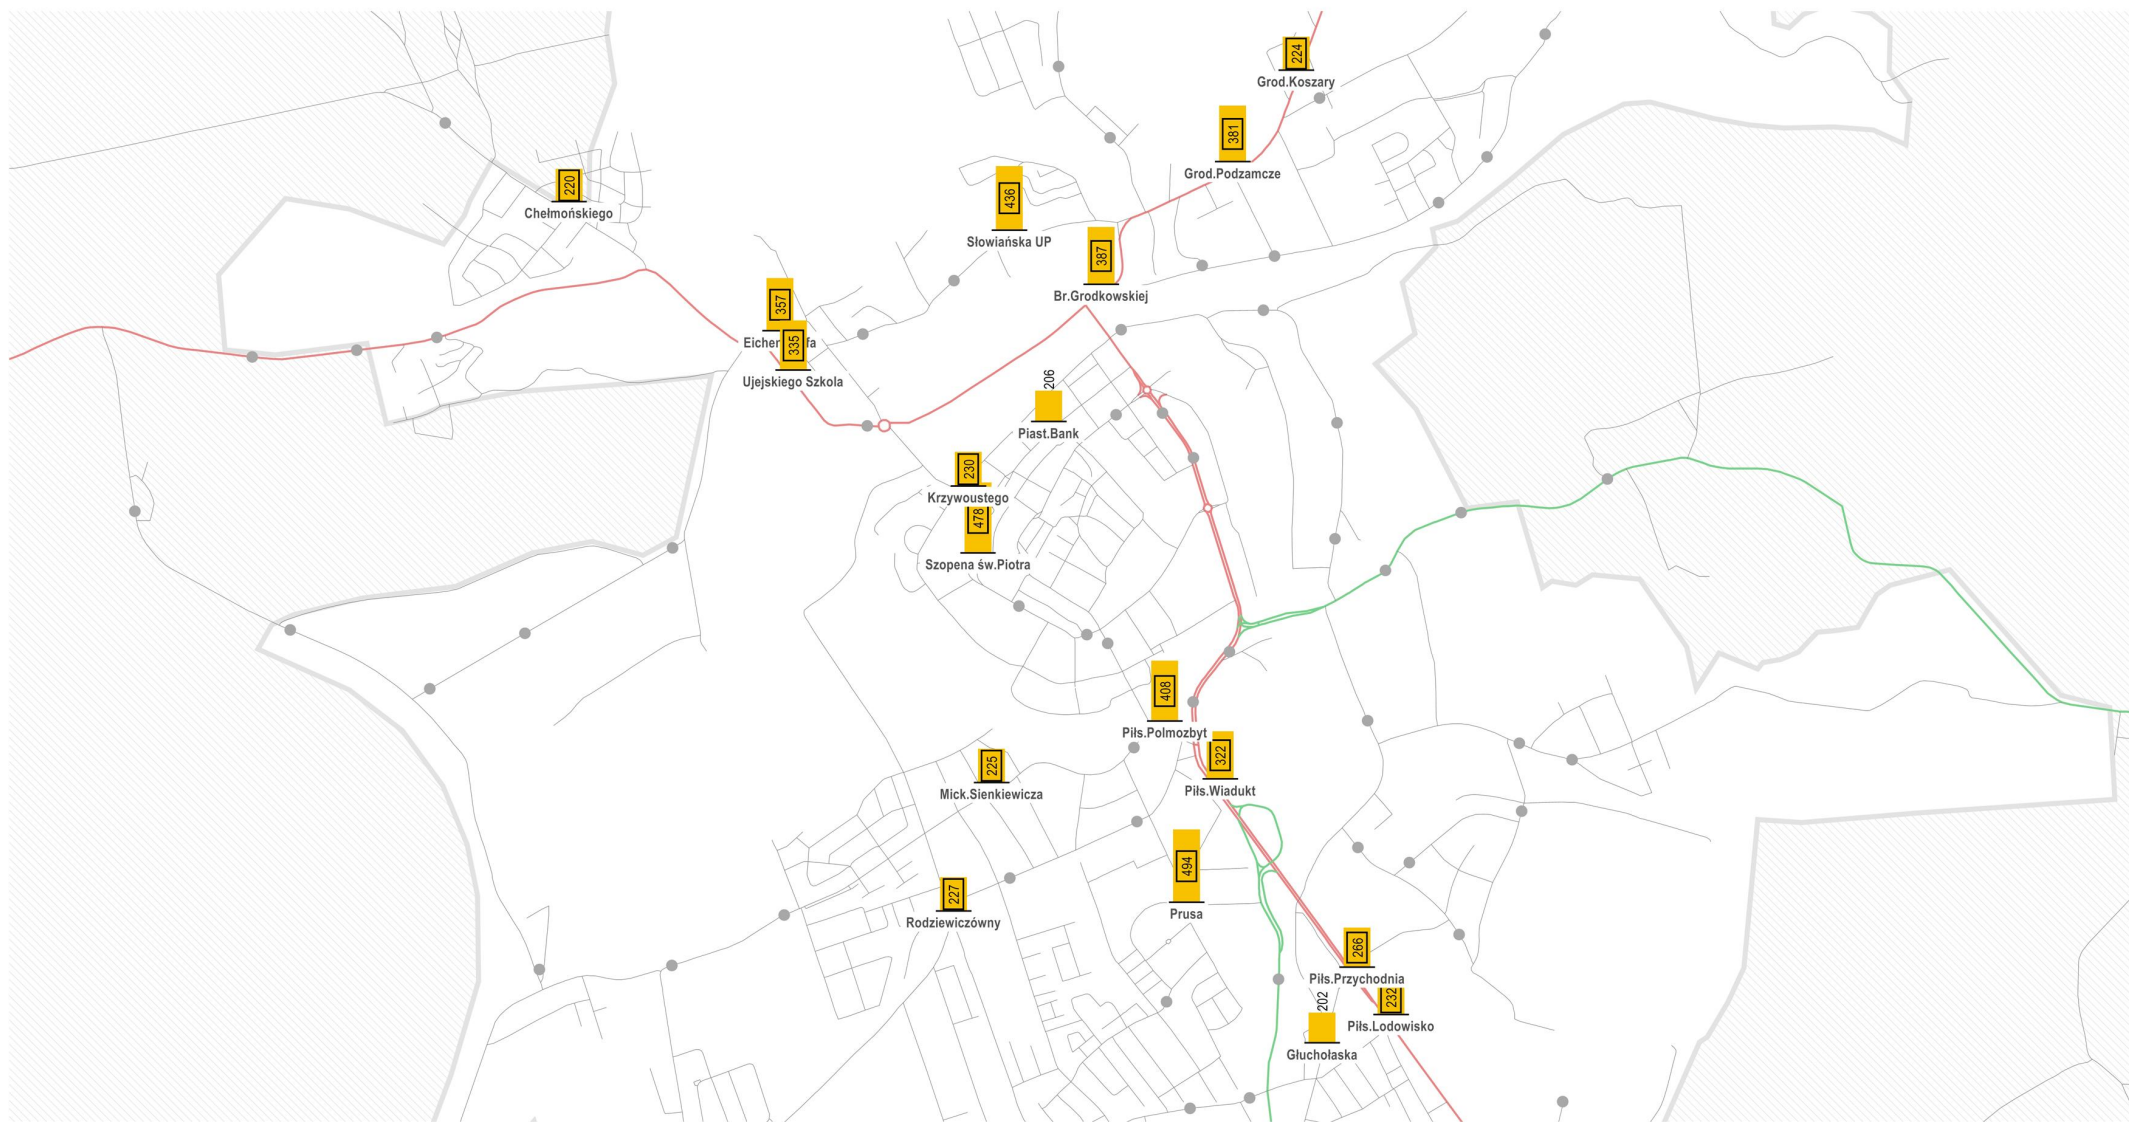 224
Grod.Koszary
381
Grod.Podzamcze
220
Chełmońskiego
436
Słowiańska UP
387
Br.Grodkowskiej
357
335
Ujejskiego Szkola
206
Piast.Bank
230
Krzywoustego
478
Szopena św.Piotra
408
Piłs.Polmozbyt
322
Piłs.Wiadukt
225
Mick.Sienkiewicza
494
Prusa
227
Rodziewiczówny
266
Piłs.Przychodnia
232
Piłs.Lodowisko
202
Głuchołaska